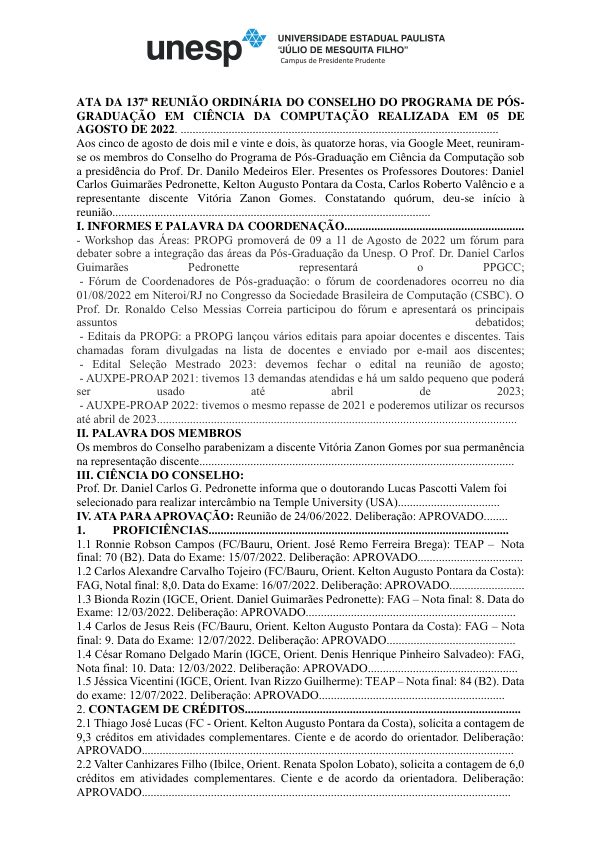 unesp
UNIVERSIDADE ESTADUAL PAULISTA
"JÚLIO DE MESQUITA FILHO"
Campus de Presidente Prudente
ATA DA 137ª REUNIÃO ORDINÁRIA DO CONSELHO DO PROGRAMA DE PÓS-
GRADUAÇÃO EM CIÊNCIA DA COMPUTAÇÃO REALIZADA EM 05 DE
AGOSTO DE 2022. ..........................................................................................................
Aos cinco de agosto de dois mil e vinte e dois, às quatorze horas, via Google Meet, reuniram-
se os membros do Conselho do Programa de Pós-Graduação em Ciência da Computação sob
a presidência do Prof. Dr. Danilo Medeiros Eler. Presentes os Professores Doutores: Daniel
Carlos Guimarães Pedronette, Kelton Augusto Pontara da Costa, Carlos Roberto Valêncio e a
representante discente Vitória Zanon Gomes. Constatando quórum, deu-se início à
reunião..........................................................................................................
I. INFORMES E PALAVRA DA COORDENAÇÃO............................................................
- Workshop das Áreas: PROPG promoverá de 09 a 11 de Agosto de 2022 um fórum para
debater sobre a integração das áreas da Pós-Graduação da Unesp. O Prof. Dr. Daniel Carlos
Guimarães Pedronette representará o PPGCC;
- Fórum de Coordenadores de Pós-graduação: o fórum de coordenadores ocorreu no dia
01/08/2022 em Niteroi/RJ no Congresso da Sociedade Brasileira de Computação (CSBC). O
Prof. Dr. Ronaldo Celso Messias Correia participou do fórum e apresentará os principais
assuntos debatidos;
- Editais da PROPG: a PROPG lançou vários editais para apoiar docentes e discentes. Tais
chamadas foram divulgadas na lista de docentes e enviado por e-mail aos discentes;
- Edital Seleção Mestrado 2023: devemos fechar o edital na reunião de agosto;
- AUXPE-PROAP 2021: tivemos 13 demandas atendidas e há um saldo pequeno que poderá
ser usado até abril de 2023;
- AUXPE-PROAP 2022: tivemos o mesmo repasse de 2021 e poderemos utilizar os recursos
até abril de 2023........................................................................................................................
II. PALAVRA DOS MEMBROS
Os membros do Conselho parabenizam a discente Vitória Zanon Gomes por sua permanência
na representação discente.........................................................................................................
III. CIÊNCIA DO CONSELHO:
Prof. Dr. Daniel Carlos G. Pedronette informa que o doutorando Lucas Pascotti Valem foi
selecionado para realizar intercâmbio na Temple University (USA)..................................
IV. ATA PARA APROVAÇÃO: Reunião de 24/06/2022. Deliberação: APROVADO........
1. PROFICIÊNCIAS....................................................................................................
1.1 Ronnie Robson Campos (FC/Bauru, Orient. José Remo Ferreira Brega): TEAP – Nota
final: 70 (B2). Data do Exame: 15/07/2022. Deliberação: APROVADO.............................
1.2 Carlos Alexandre Carvalho Tojeiro (FC/Bauru, Orient. Kelton Augusto Pontara da Costa):
FAG, Notal final: 8,0. Data do Exame: 16/07/2022. Deliberação: APROVADO.........................
1.3 Bionda Rozin (IGCE, Orient. Daniel Guimarães Pedronette): FAG – Nota final: 8. Data do
Exame: 12/03/2022. Deliberação: APROVADO....................................................................
1.4 Carlos de Jesus Reis (FC/Bauru, Orient. Kelton Augusto Pontara da Costa): FAG – Nota
final: 9. Data do Exame: 12/07/2022. Deliberação: APROVADO...........................................
1.4 César Romano Delgado Marín (IGCE, Orient. Denis Henrique Pinheiro Salvadeo): FAG,
Nota final: 10. Data: 12/03/2022. Deliberação: APROVADO..................................................
1.5 Jéssica Vicentini (IGCE, Orient. Ivan Rizzo Guilherme): TEAP – Nota final: 84 (B2). Data
do exame: 12/07/2022. Deliberação: APROVADO..............................................................
2. CONTAGEM DE CRÉDITOS............................................................................................
2.1 Thiago José Lucas (FC - Orient. Kelton Augusto Pontara da Costa), solicita a contagem de
9,3 créditos em atividades complementares. Ciente e de acordo do orientador. Deliberação:
APROVADO............................................................................................................................
2.2 Valter Canhizares Filho (Ibilce, Orient. Renata Spolon Lobato), solicita a contagem de 6,0
créditos em atividades complementares. Ciente e de acordo da orientadora. Deliberação:
APROVADO...........................................................................................................................